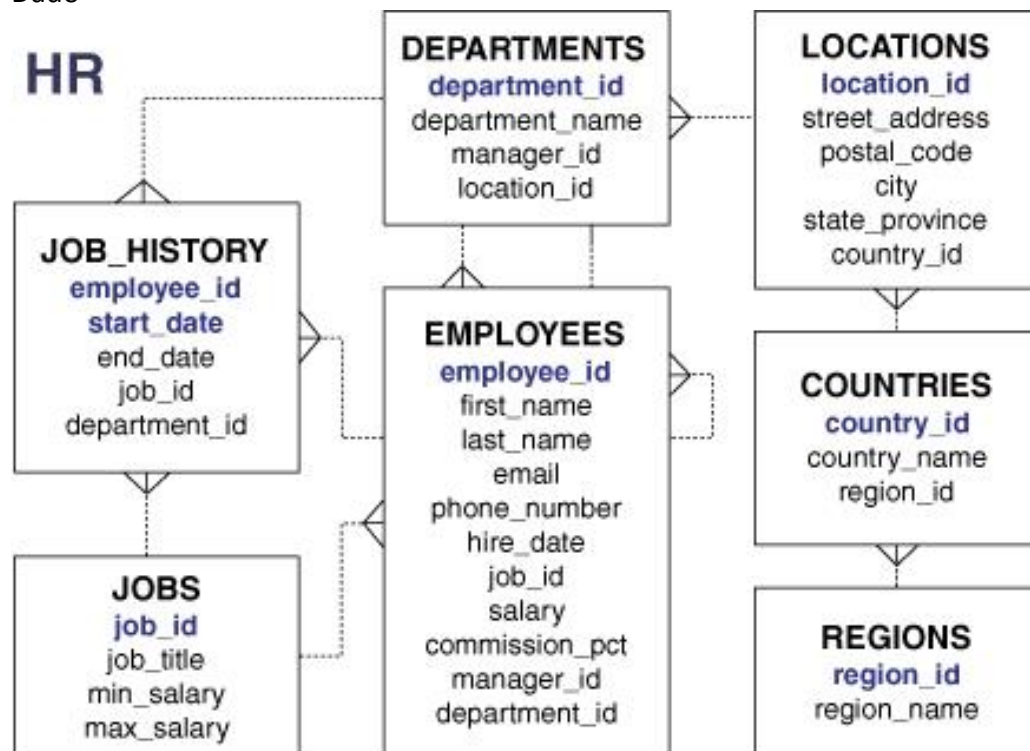 HR
DEPARTMENTS
department_id
department_name
manager_id
location_id
LOCATIONS
location_id
street_address
postal_code
city
state_province
country_id
JOB_HISTORY
employee_id
start_date
end_date
job_id
department_id
EMPLOYEES
employee_id
first_name
last_name
email
phone_number
hire_date
job_id
salary
commission_pct
manager_id
department_id
COUNTRIES
country_id
country_name
region_id
JOBS
job_id
job_title
min_salary
max_salary
REGIONS
region_id
region_name